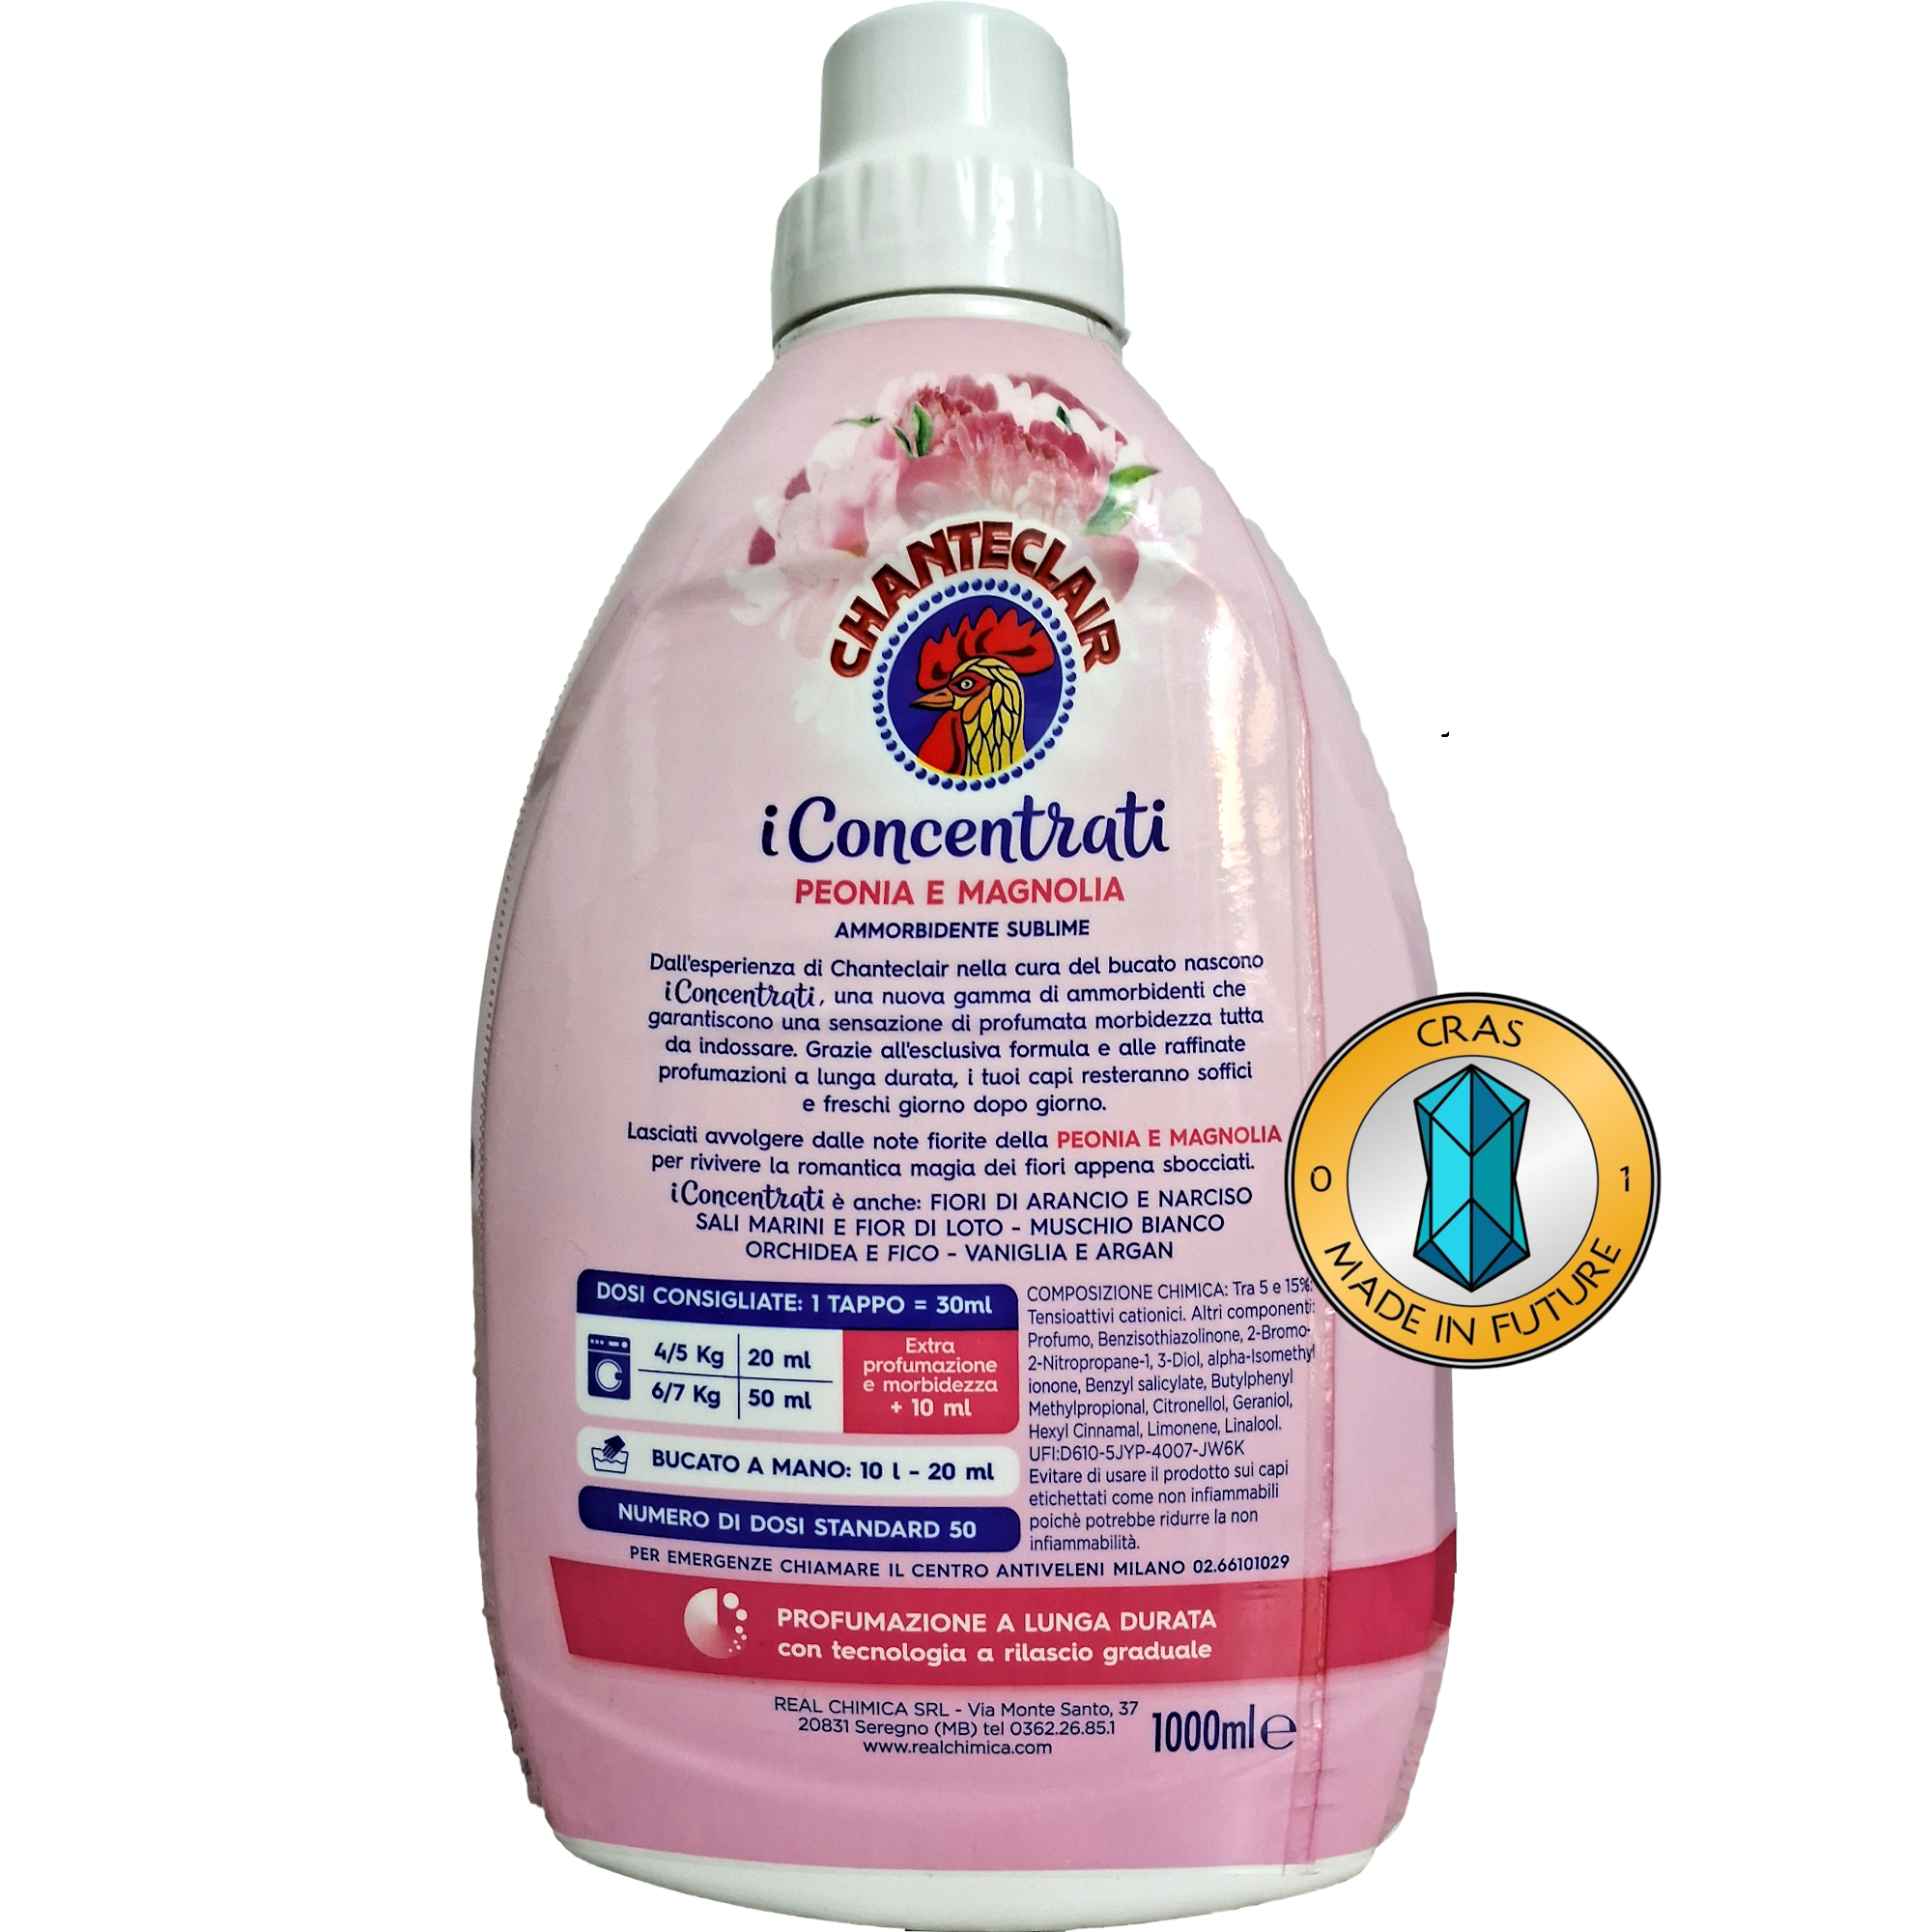 CHANTECLAIR
i Concentrati
PEONIA E MAGNOLIA
AMMORBIDENTE SUBLIME
Dall'esperienza di Chanteclair nella cura del bucato nascono
i Concentrati, una nuova gamma di ammorbidenti che
garantiscono una sensazione di profumata morbidezza tutta
da indossare. Grazie all'esclusiva formula e alle raffinate
profumazioni a lunga durata, i tuoi capi resteranno soffici
e freschi giorno dopo giorno.
Lasciati avvolgere dalle note fiorite della PEONIA E MAGNOLIA
per rivivere la romantica magia dei fiori appena sbocciati.
i Concentrati è anche: FIORI DI ARANCIO E NARCISO
SALI MARINI E FIOR DI LOTO - MUSCHIO BIANCO
ORCHIDEA E FICO - VANIGLIA E ARGAN
DOSI CONSIGLIATE: 1 TAPPO = 30ml
4/5 Kg 20 ml
6/7 Kg 50 ml
Extra
profumazione
e morbidezza
+ 10 ml
BUCATO A MANO: 10 l - 20 ml
NUMERO DI DOSI STANDARD 50
COMPOSIZIONE CHIMICA: Tra 5 e 15%:
Tensioattivi cationici. Altri componenti:
Profumo, Benzisothiazolinone, 2-Bromo-
2-Nitropropane-1, 3-Diol, alpha-Isomethyl
ionone, Benzyl salicylate, Butylphenyl
Methylpropional, Citronellol, Geraniol,
Hexyl Cinnamal, Limonene, Linalool.
UFI:D610-5JYP-4007-JW6K
Evitare di usare il prodotto sui capi
etichettati come non infiammabili
poichè potrebbe ridurre la non
infiammabilità.
PER EMERGENZE CHIAMARE IL CENTRO ANTIVELENI MILANO 02.66101029
PROFUMAZIONE A LUNGA DURATA
con tecnologia a rilascio graduale
REAL CHIMICA SRL - Via Monte Santo, 37
20831 Seregno (MB) tel 0362.26.85.1
www.realchimica.com
1000ml e
CRAS
0 1
MADE IN FUTURE